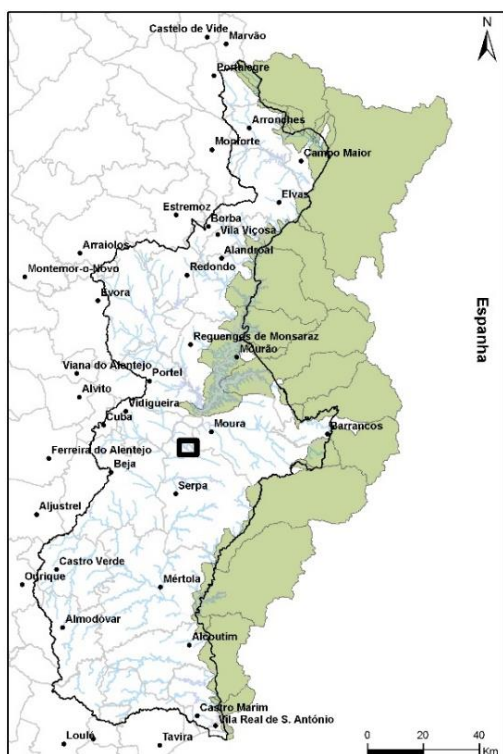 N
Castelo de Vide
Marvão
Portalegre
Arronches
Monforte
Campo Maior
Elvas
Estremoz
Borba
Vila Viçosa
Arraiolos
Alandroal
Montemor-o-Novo
Redondo
Évora
Espanha
Reguengos de Monsaraz
Mourão
Viana do Alentejo
Portel
Alvito
Vidigueira
Cuba
Moura
Barrancos
Ferreira do Alentejo
Beja
Serpa
Aljustrel
Castro Verde
Ourique
Mértola
Almodôvar
Alcoutim
Castro Marim
Vila Real de S. António
Loulé
Tavira
0 20 40
Km